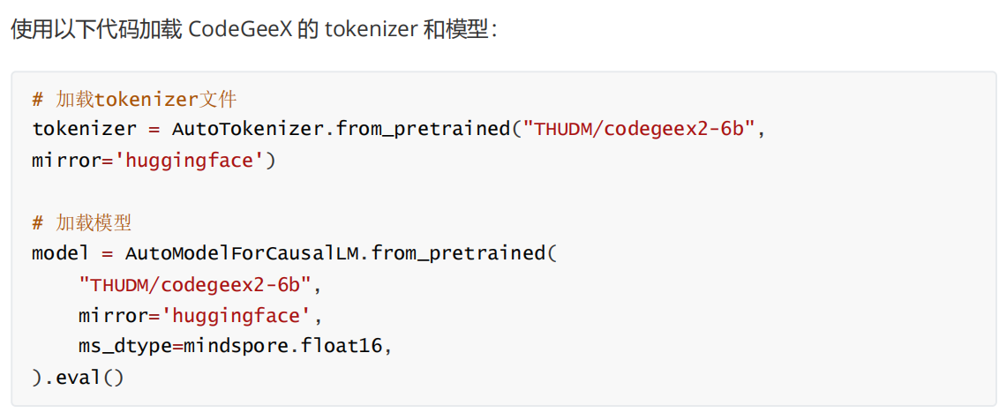 使用以下代码加载 CodeGeeX 的 tokenizer 和模型：
# 加载tokenizer文件
tokenizer = AutoTokenizer.from_pretrained("THUDM/codegeex2-6b",
mirror='huggingface')
# 加载模型
model = AutoModelForCausalLM.from_pretrained(
    "THUDM/codegeex2-6b",
    mirror='huggingface',
    ms_dtype=mindspore.float16,
).eval()